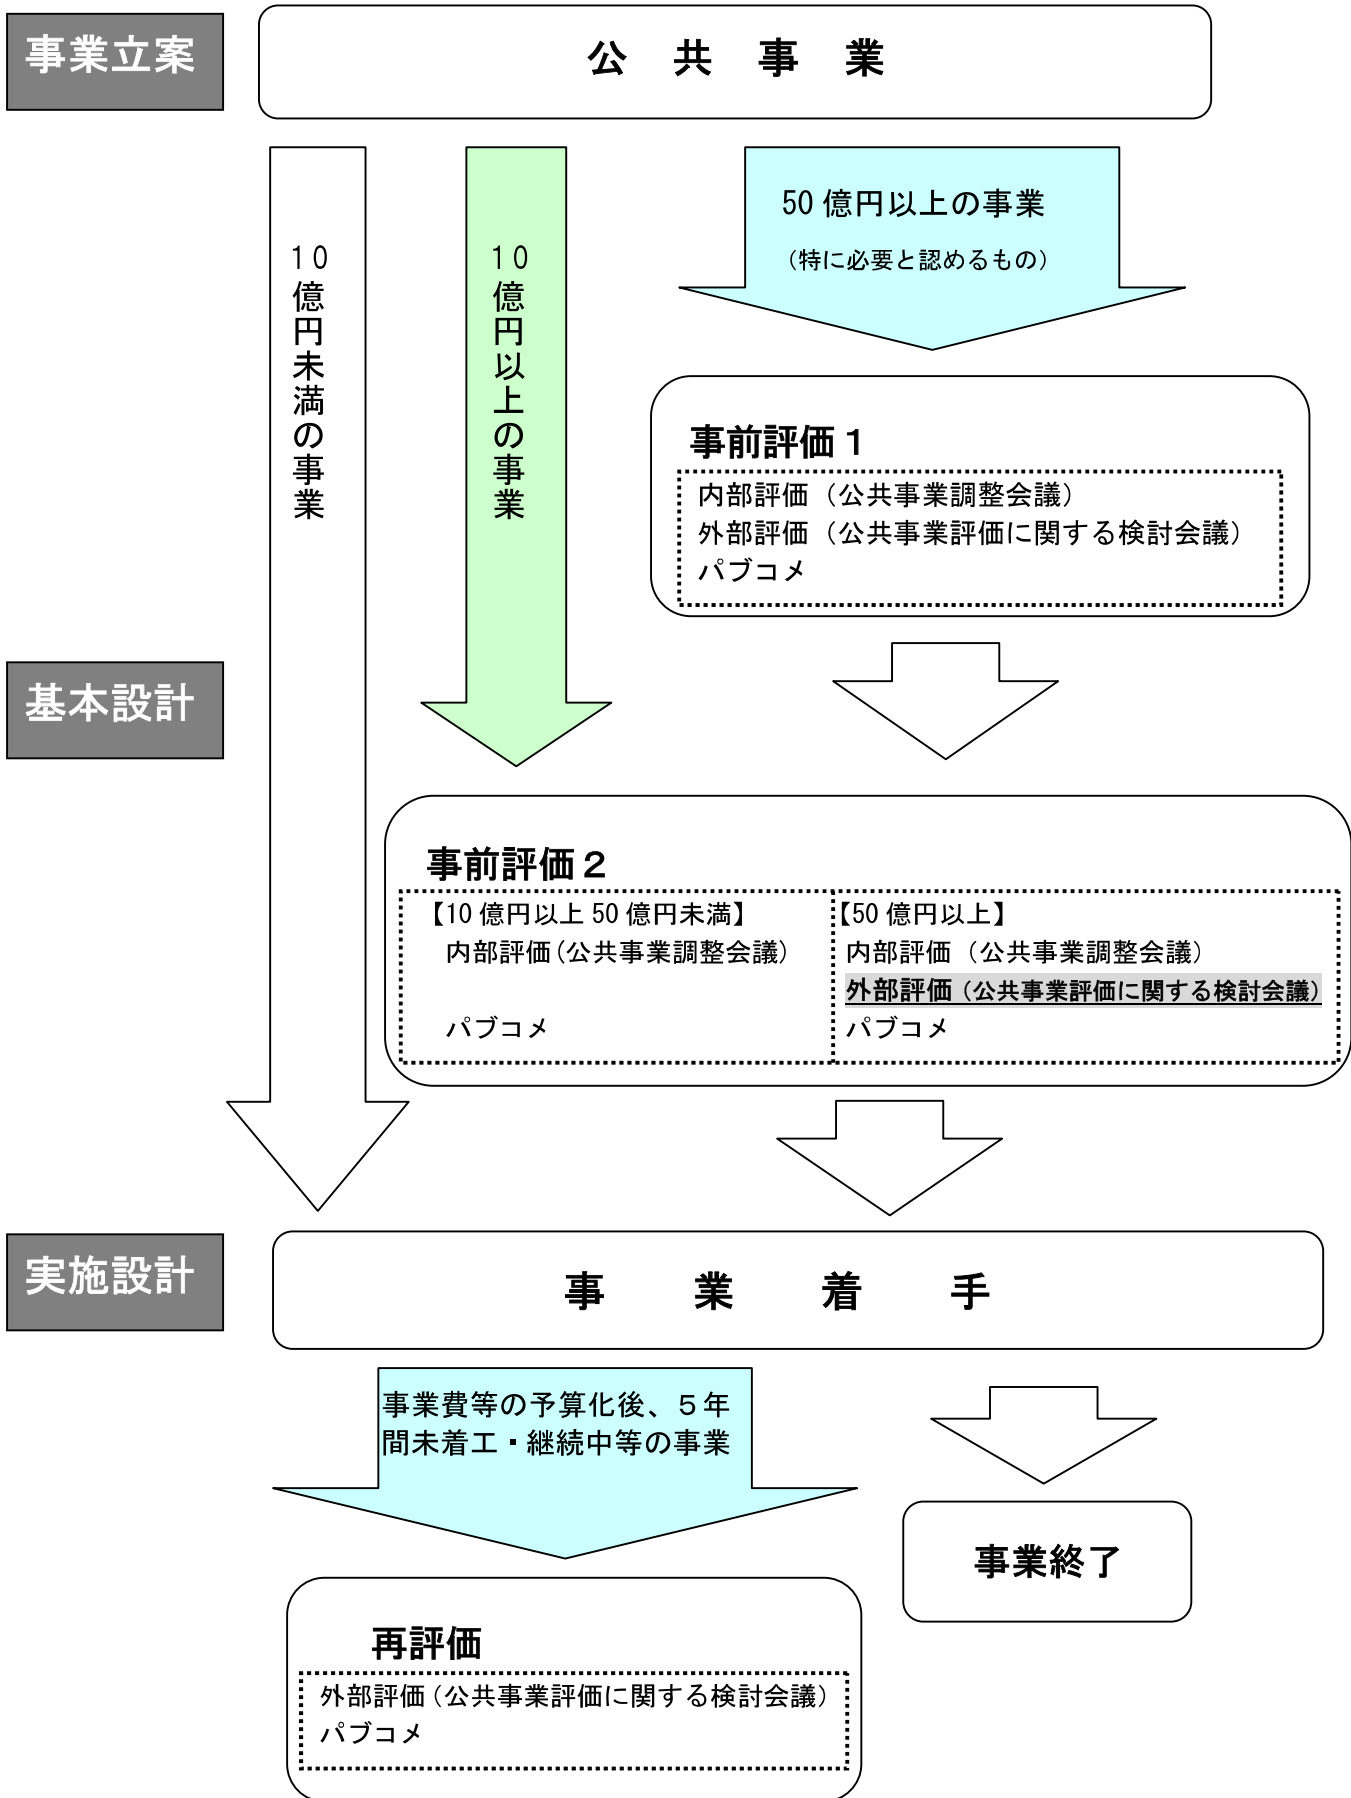 事業立案
公共事業
10億円未満の事業
10億円以上の事業
50億円以上の事業
（特に必要と認めるもの）
事前評価１
内部評価（公共事業調整会議）
外部評価（公共事業評価に関する検討会議）
パブコメ
基本設計
事前評価２
【10億円以上50億円未満】
内部評価（公共事業調整会議）
パブコメ
【50億円以上】
内部評価（公共事業調整会議）
外部評価（公共事業評価に関する検討会議）
パブコメ
実施設計
事業着手
事業費等の予算化後、５年
間未着工・継続中等の事業
事業終了
再評価
外部評価（公共事業評価に関する検討会議）
パブコメ